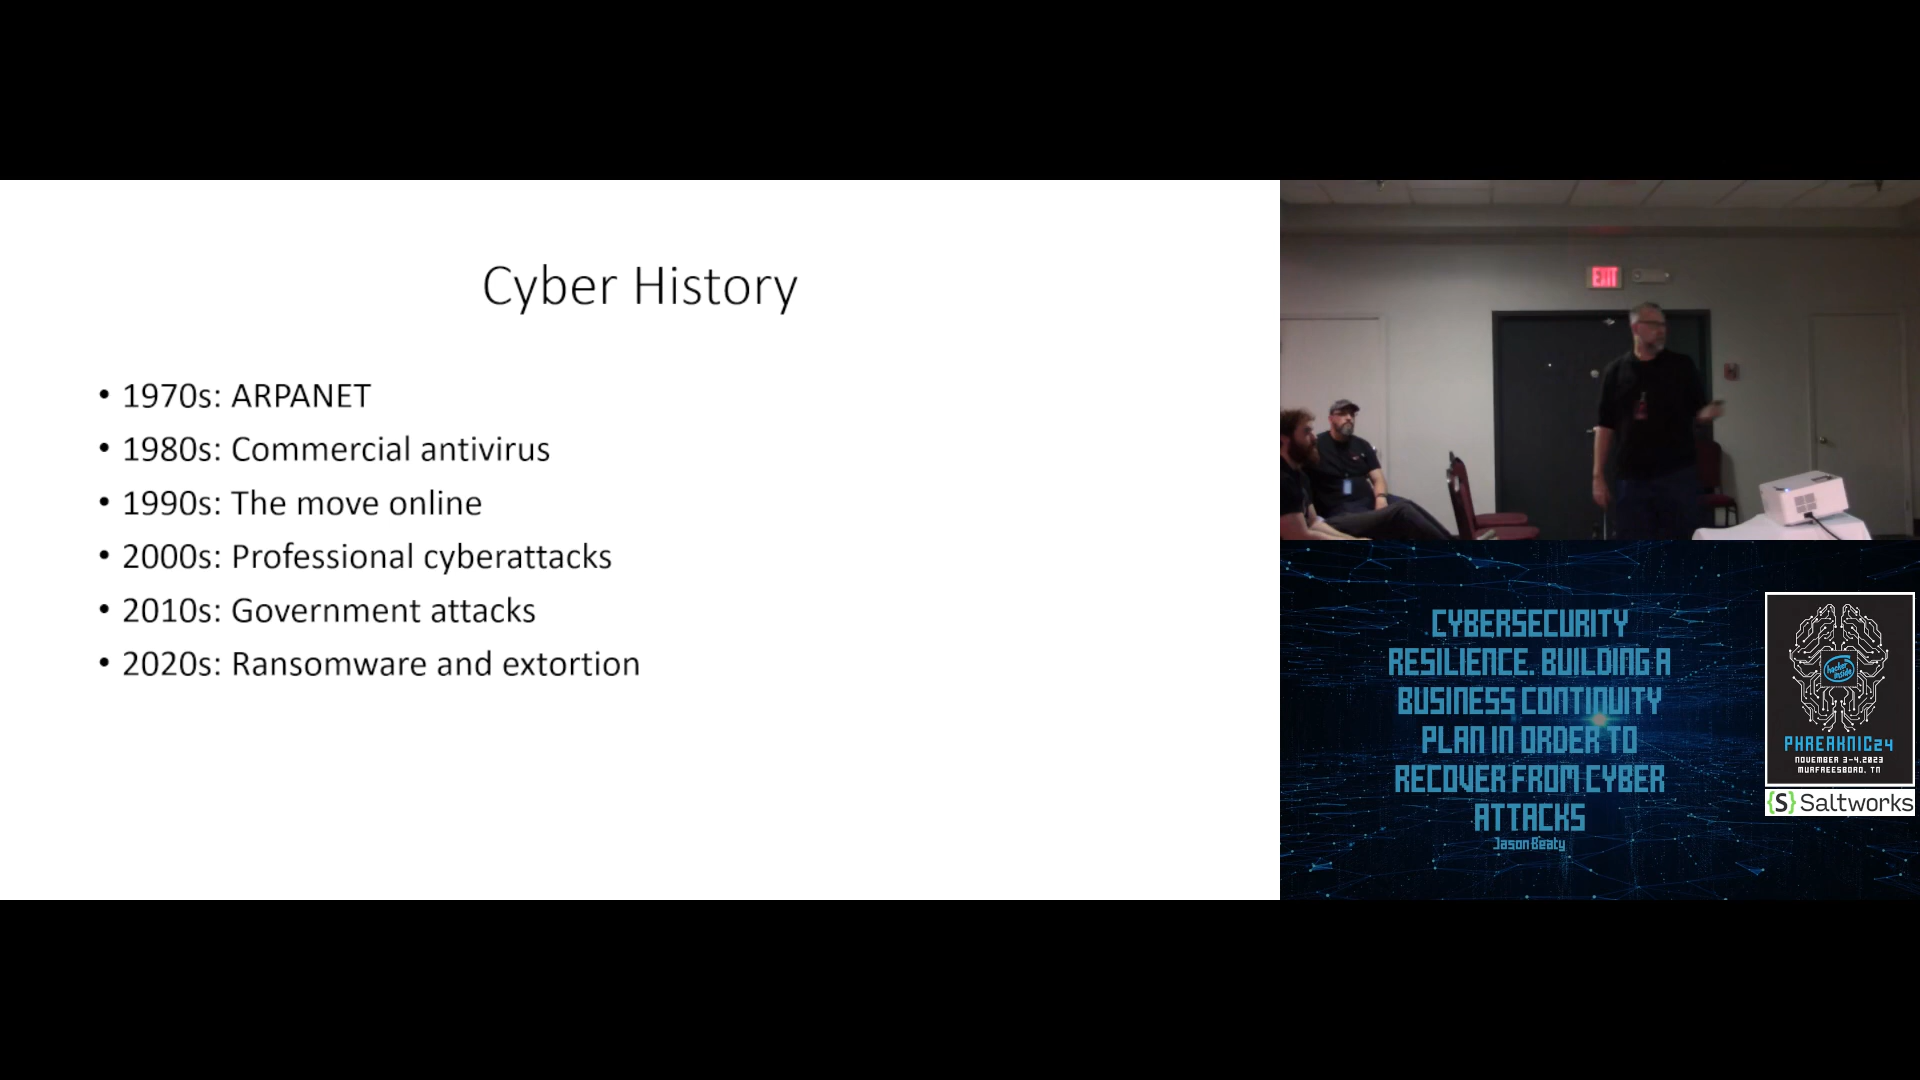 Cyber History
• 1970s: ARPANET
• 1980s: Commercial antivirus
• 1990s: The move online
• 2000s: Professional cyberattacks
• 2010s: Government attacks
• 2020s: Ransomware and extortion
EXIT
CYBERSECURITY
RESILIENCE. BUILDING A
BUSINESS CONTINUITY
PLAN IN ORDER TO
RECOVER FROM CYBER
ATTACKS
Jason Beaty
hacker
inside
PHREAKNIC24
NOVEMBER 3-4.2023
MURFREESBORO, TN
{S} Saltworks